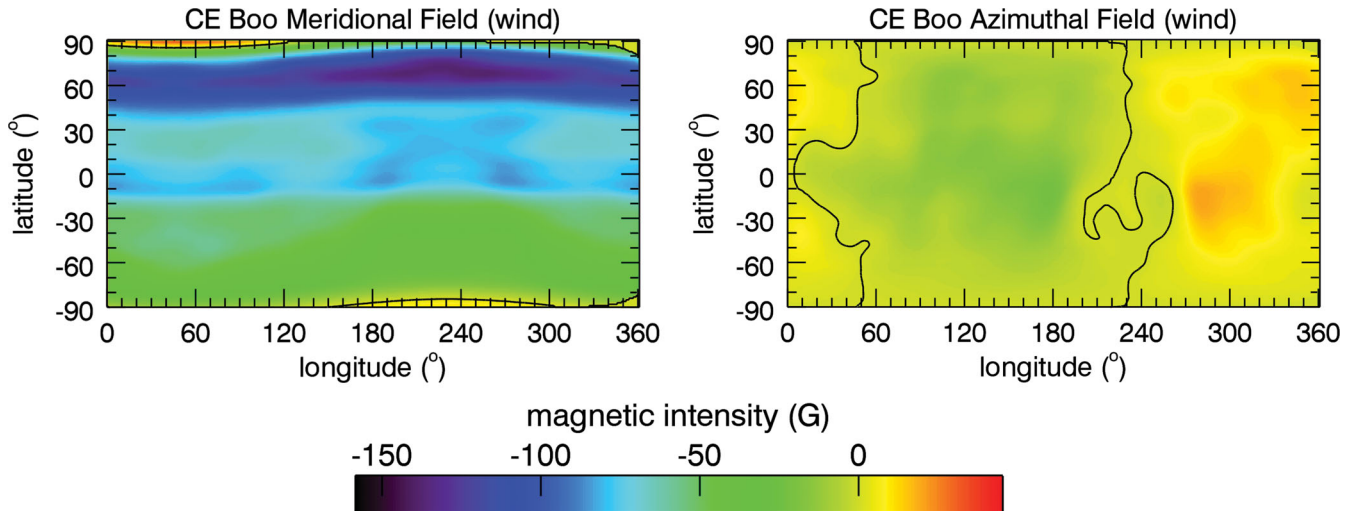 CE Boo Meridional Field (wind)
CE Boo Azimuthal Field (wind)
90
60
30
0
-30
-60
-90
latitude (°)
0 60 120 180 240 300 360
longitude (°)
90
60
30
0
-30
-60
-90
latitude (°)
0 60 120 180 240 300 360
longitude (°)
magnetic intensity (G)
-150 -100 -50 0